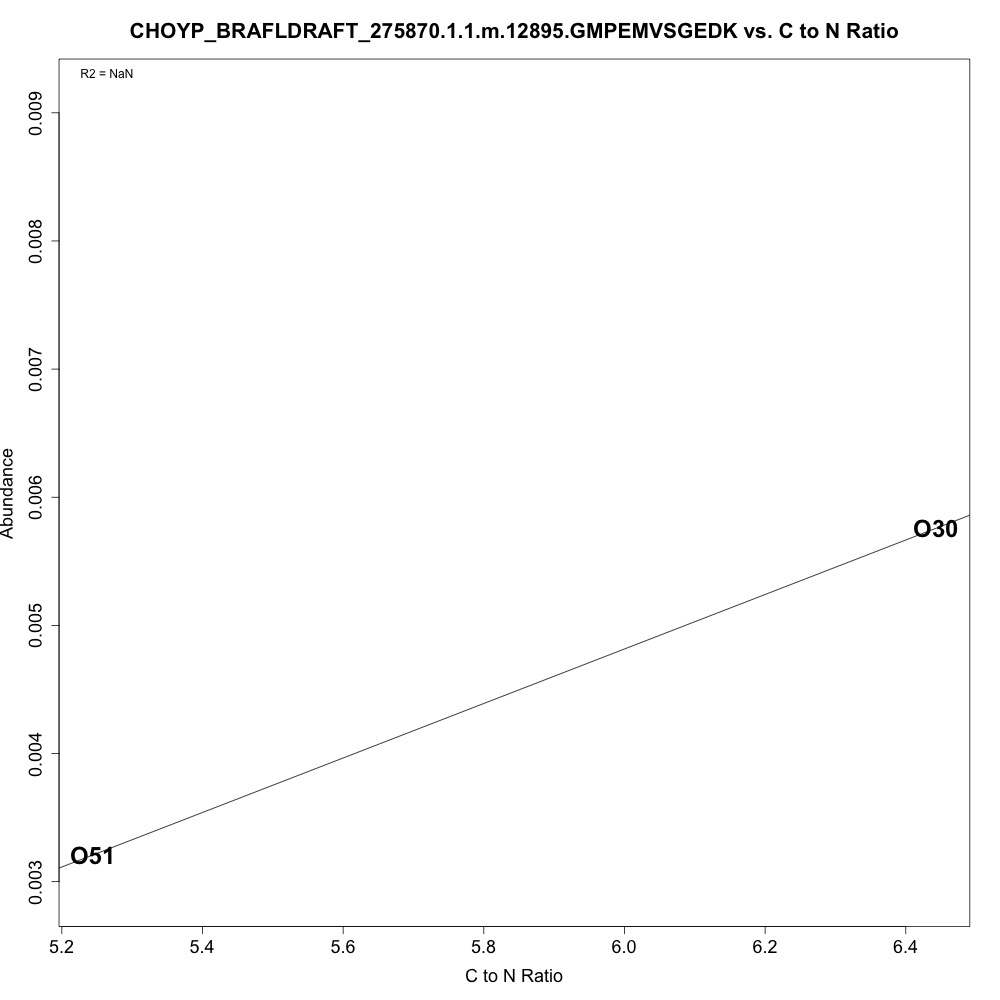 CHOYP_BRAFLDRAFT_275870.1.1.m.12895.GMPEMVSGEDK vs. C to N Ratio
R2 = NaN
0.009
0.008
0.007
0.006
0.005
0.004
0.003
Abundance
O30
O51
5.2 5.4 5.6 5.8 6.0 6.2 6.4
C to N Ratio